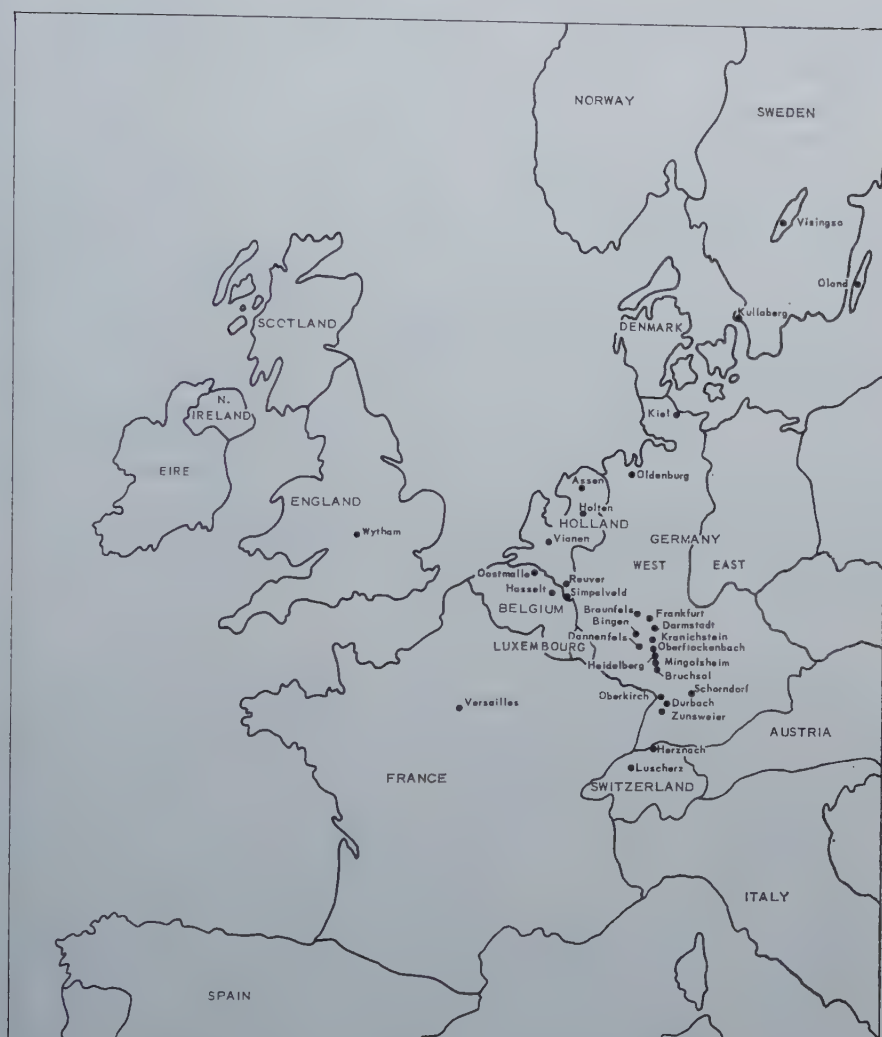 NORWAY
SWEDEN
Visingso
Oland
Kullaberg
SCOTLAND
DENMARK
N.
IRELAND
Kiel
EIRE
Oldenburg
Assen
ENGLAND
Holten
HOLLAND
Wytham
Vianen
GERMANY
WEST
EAST
Oostmalle
Reuver
Hasselt
Simpelveld
BELGIUM
Braunfels
Frankfurt
Bingen
Darmstadt
Dannenfels
Kranichstein
LUXEMBOURG
Oberflockenbach
Heidelberg
Mingolsheim
Bruchsal
Schorndorf
Oberkirch
Durbach
Versailles
Zunsweier
AUSTRIA
Herznach
Luscherz
FRANCE
SWITZERLAND
ITALY
SPAIN